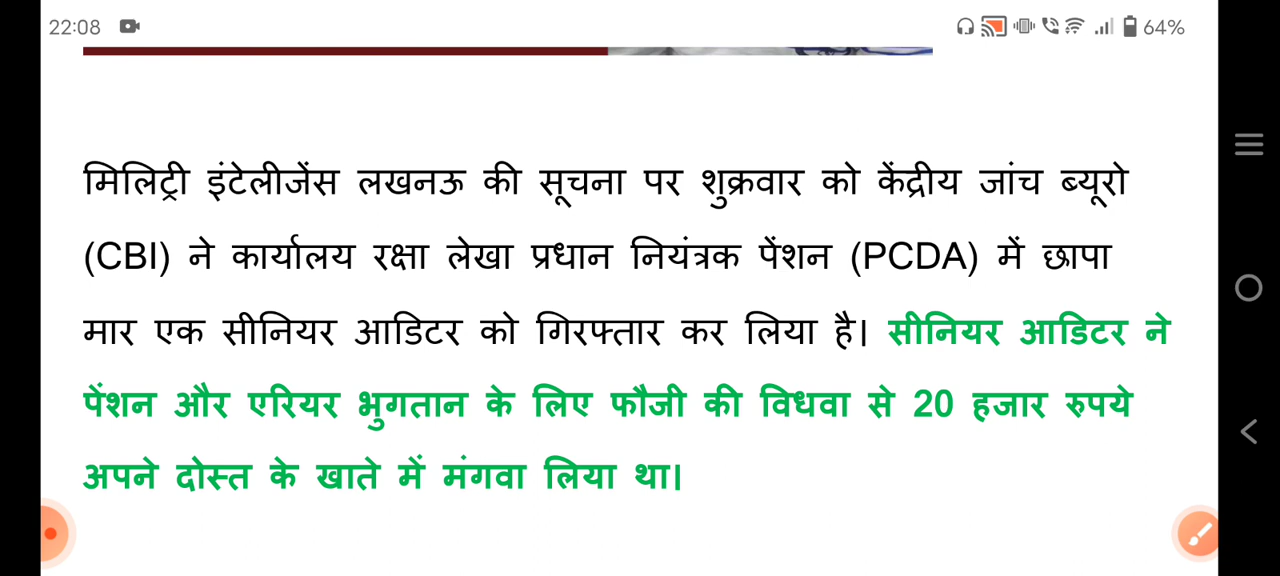 22:08
64%
मिलिट्री इंटेलीजेंस लखनऊ की सूचना पर शुक्रवार को केंद्रीय जांच ब्यूरो
(CBI) ने कार्यालय रक्षा लेखा प्रधान नियंत्रक पेंशन (PCDA) में छापा
मार एक सीनियर आडिटर को गिरफ्तार कर लिया है। सीनियर आडिटर ने
पेंशन और एरियर भुगतान के लिए फौजी की विधवा से 20 हजार रुपये
अपने दोस्त के खाते में मंगवा लिया था।